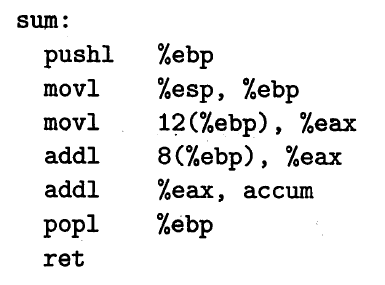 sum:
pushl %ebp
movl %esp, %ebp
movl 12(%ebp), %eax
addl 8(%ebp), %eax
addl %eax, accum
popl %ebp
ret